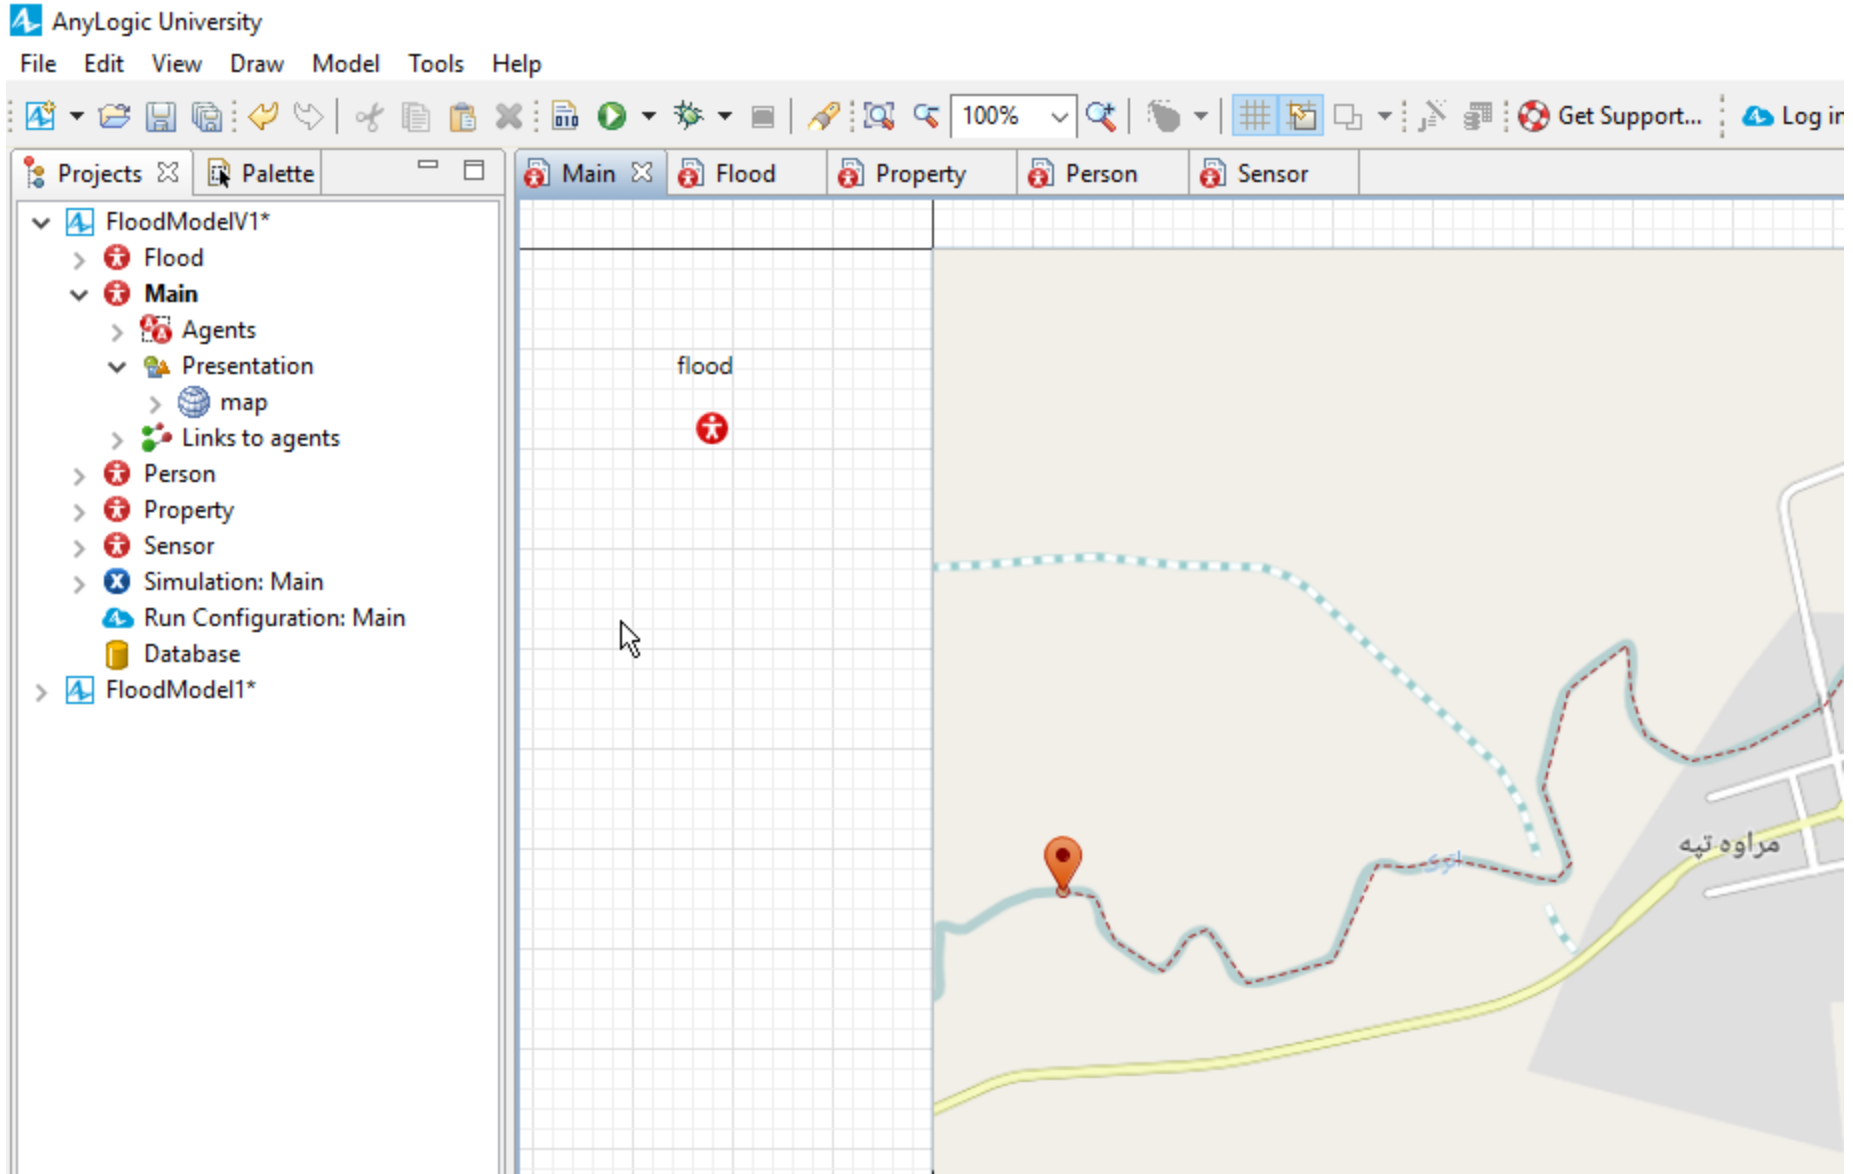 AnyLogic University
File Edit View Draw Model Tools Help
100% Get Support... Log in
Projects Palette
Main Flood Property Person Sensor
FloodModelV1*
Flood
Main
Agents
Presentation
map
Links to agents
Person
Property
Sensor
Simulation: Main
Run Configuration: Main
Database
FloodModel1*
flood
اترک
مراوه تپه